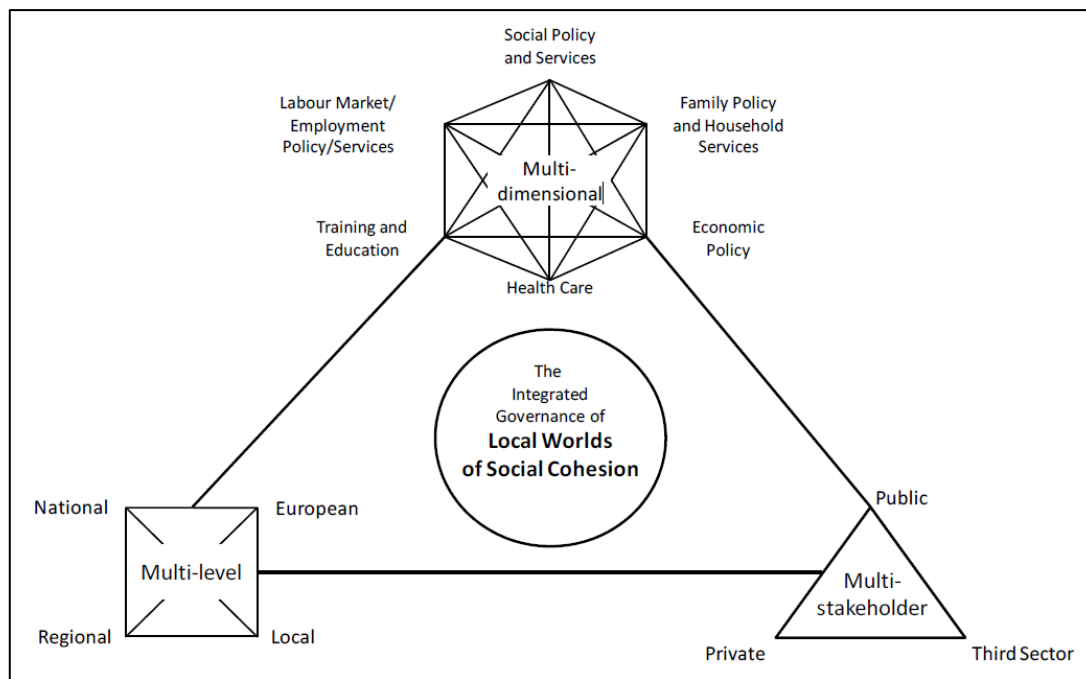 Social Policy
and Services
Labour Market/
Employment
Policy/Services
Family Policy
and Household
Services
Multi-
dimensional
Training and
Education
Economic
Policy
Health Care
The
Integrated
Governance of
Local Worlds
of Social Cohesion
National
European
Public
Multi-level
Multi-
stakeholder
Regional
Local
Private
Third Sector